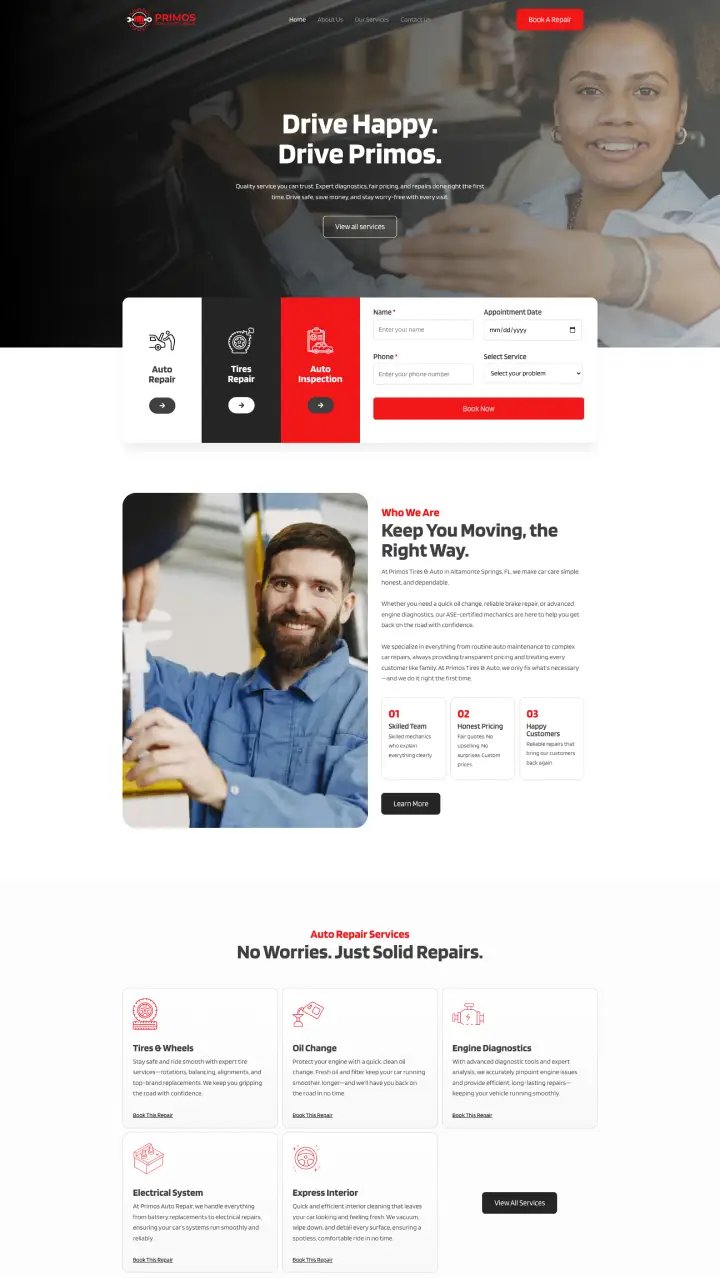 PRIMOS
Home About Us Our Services Contact Us
Book A Repair
Drive Happy.
Drive Primos.
Quality service you can trust. Expert diagnostics, fair pricing, and repairs done right the first
time. Drive safe, save money, and stay worry-free with every visit.
View all services
Auto
Repair
Tires
Repair
Auto
Inspection
Name *
Enter your name
Appointment Date
mm/dd/yyyy
Phone *
Enter your phone number
Select Service
Select your problem
Book Now
Who We Are
Keep You Moving, the
Right Way.
At Primos Tires & Auto in Altamonte Springs, FL, we make car care simple,
honest, and dependable.
Whether you need a quick oil change, reliable brake repair, or advanced
engine diagnostics, our ASE-certified mechanics are here to help you get
back on the road with confidence.
We specialize in everything from routine auto maintenance to complex
car repairs, always providing transparent pricing and treating every
customer like family. At Primos Tires & Auto, we only fix what's necessary
—and we do it right the first time.
01
Skilled Team
Skilled mechanics
who explain
everything clearly
02
Honest Pricing
Fair quotes. No
upselling. No
surprises. Custom
prices
03
Happy
Customers
Reliable repairs that
bring our customers
back again
Learn More
Auto Repair Services
No Worries. Just Solid Repairs.
Tires & Wheels
Stay safe and ride smooth with expert tire
services—rotations, balancing, alignments, and
top-brand replacements. We keep you gripping
the road with confidence.
Book This Repair
Oil Change
Protect your engine with a quick, clean oil
change. Fresh oil and filter keep your car running
smoother, longer—and we'll have you back on
the road in no time.
Book This Repair
Engine Diagnostics
With advanced diagnostic tools and expert
analysis, we accurately pinpoint engine issues
and provide efficient, long-lasting repairs—
keeping your vehicle running smoothly.
Book This Repair
Electrical System
At Primos Auto Repair, we handle everything
from battery replacements to electrical repairs,
ensuring your car's systems run smoothly and
reliably.
Book This Repair
Express Interior
Quick and efficient interior cleaning that leaves
your car looking and feeling fresh. We vacuum,
wipe down, and detail every surface, ensuring a
spotless, comfortable ride in no time.
Book This Repair
View All Services